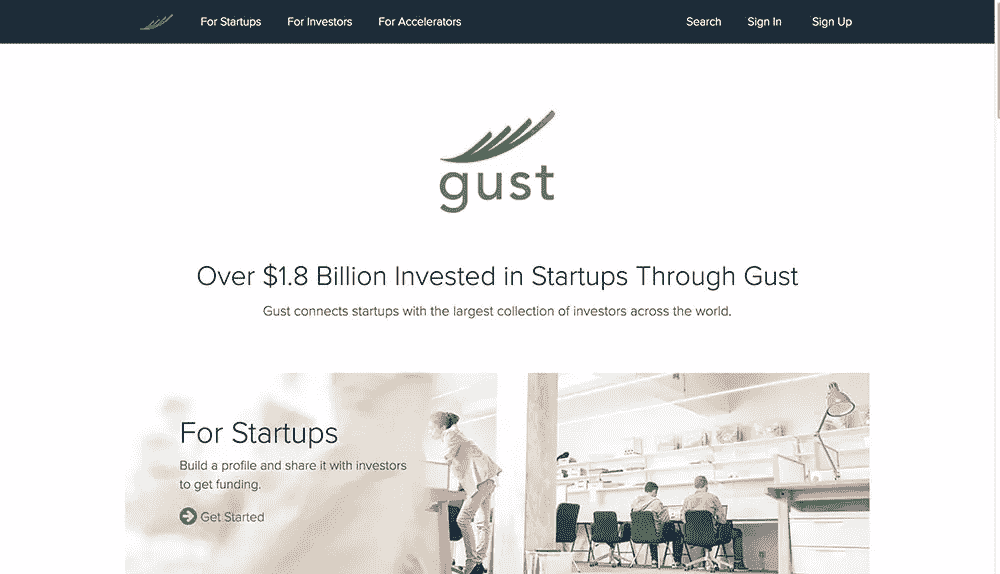 For Startups For Investors For Accelerators Search Sign In Sign Up
gust
Over $1.8 Billion Invested in Startups Through Gust
Gust connects startups with the largest collection of investors across the world.
For Startups
Build a profile and share it with investors
to get funding.
Get Started